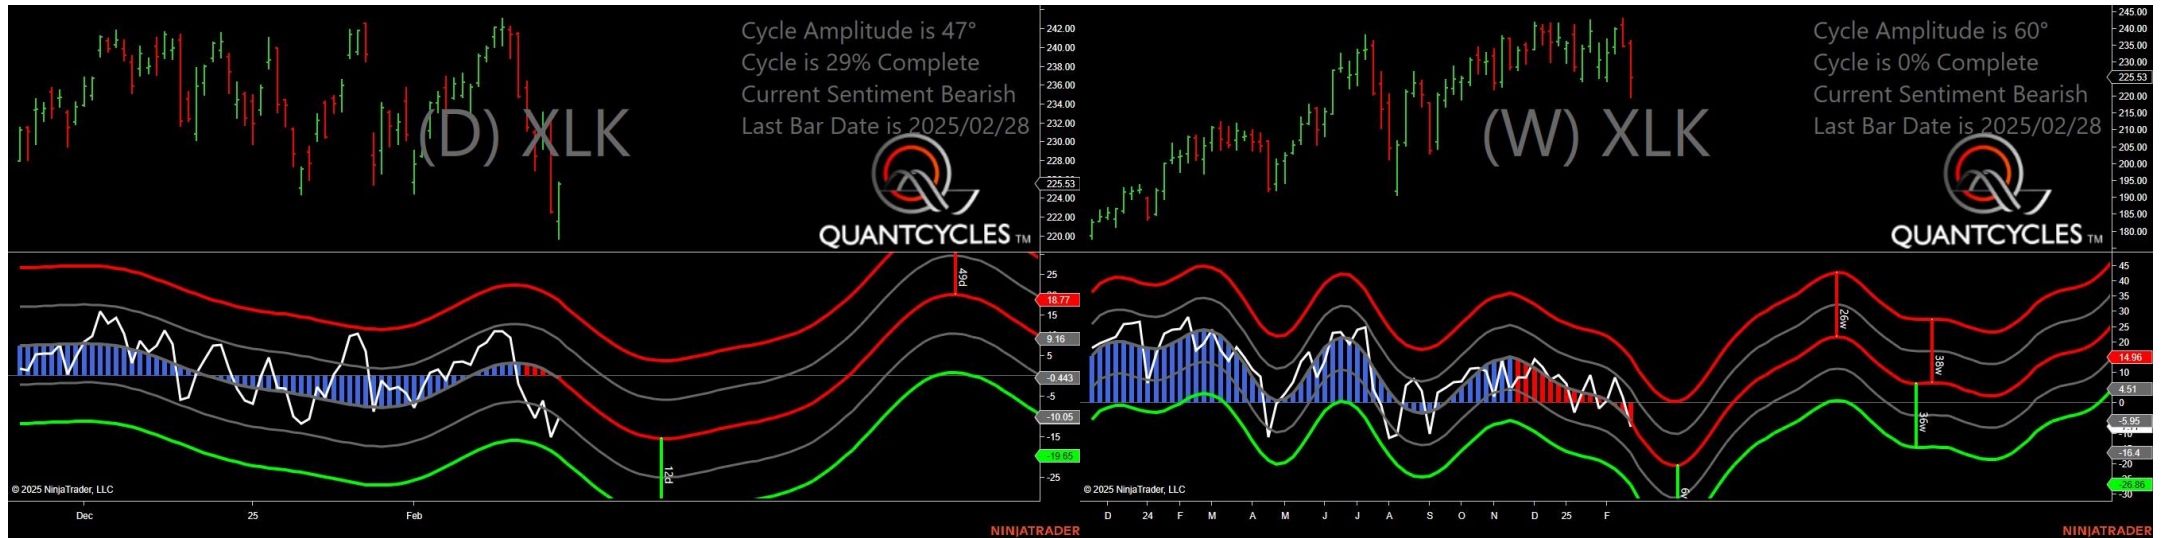 Cycle Amplitude is 47°
Cycle is 29% Complete
Current Sentiment Bearish
Last Bar Date is 2025/02/28
(D) XLK
QUANTCYCLES TM
242.00
240.00
238.00
236.00
234.00
232.00
230.00
228.00
225.53
224.00
222.00
220.00
49d
12d
25
18.77
15
9.16
5
-0.443
-5
-10.05
-15
-19.65
-25
© 2025 NinjaTrader, LLC
Dec 25 Feb
NINJATRADER
Cycle Amplitude is 60°
Cycle is 0% Complete
Current Sentiment Bearish
Last Bar Date is 2025/02/28
(W) XLK
QUANTCYCLES TM
245.00
240.00
235.00
230.00
225.53
220.00
215.00
210.00
205.00
200.00
195.00
190.00
185.00
180.00
26w
38w
36w
45
40
35
30
25
20
14.96
10
4.51
0
-5.95
-16.4
-20
-26.86
-30
© 2025 NinjaTrader, LLC
D 24 F M A M J J A S O N D 25 F
NINJATRADER